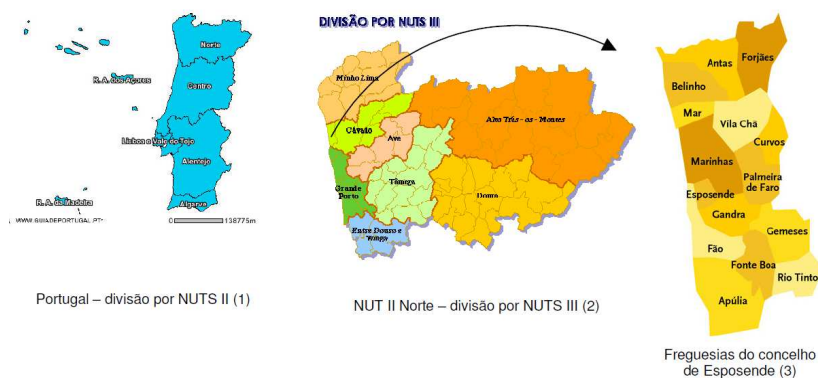 Norte
Centro
R. A. dos Açores
Lisboa e Vale do Tejo
Alentejo
Algarve
R. A. da Madeira
WWW.GUIADEPORTUGAL.PT
0 138775m
Portugal – divisão por NUTS II (1)
DIVISÃO POR NUTS III
Minho Lima
Cávado
Ave
Alto Trás - os - Montes
Grande
Porto
Tâmega
Douro
Entre Douro e
Vouga
NUT II Norte – divisão por NUTS III (2)
Antas
Forjães
Belinho
Mar
Vila Chã
Curvos
Marinhas
Palmeira
de Faro
Esposende
Gandra
Gemeses
Fão
Fonte Boa
Rio Tinto
Apúlia
Freguesias do concelho
de Esposende (3)